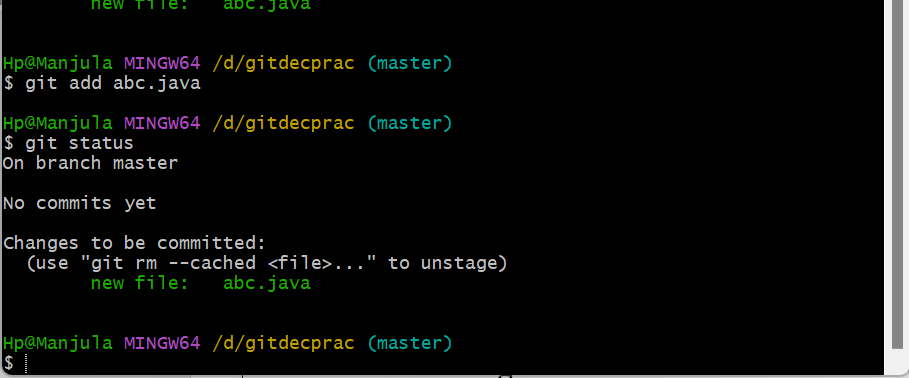 new file:   abc.java
Hp@Manjula MINGW64 /d/gitdecprac (master)
$ git add abc.java
Hp@Manjula MINGW64 /d/gitdecprac (master)
$ git status
On branch master
No commits yet
Changes to be committed:
  (use "git rm --cached <file>..." to unstage)
        new file:   abc.java
Hp@Manjula MINGW64 /d/gitdecprac (master)
$